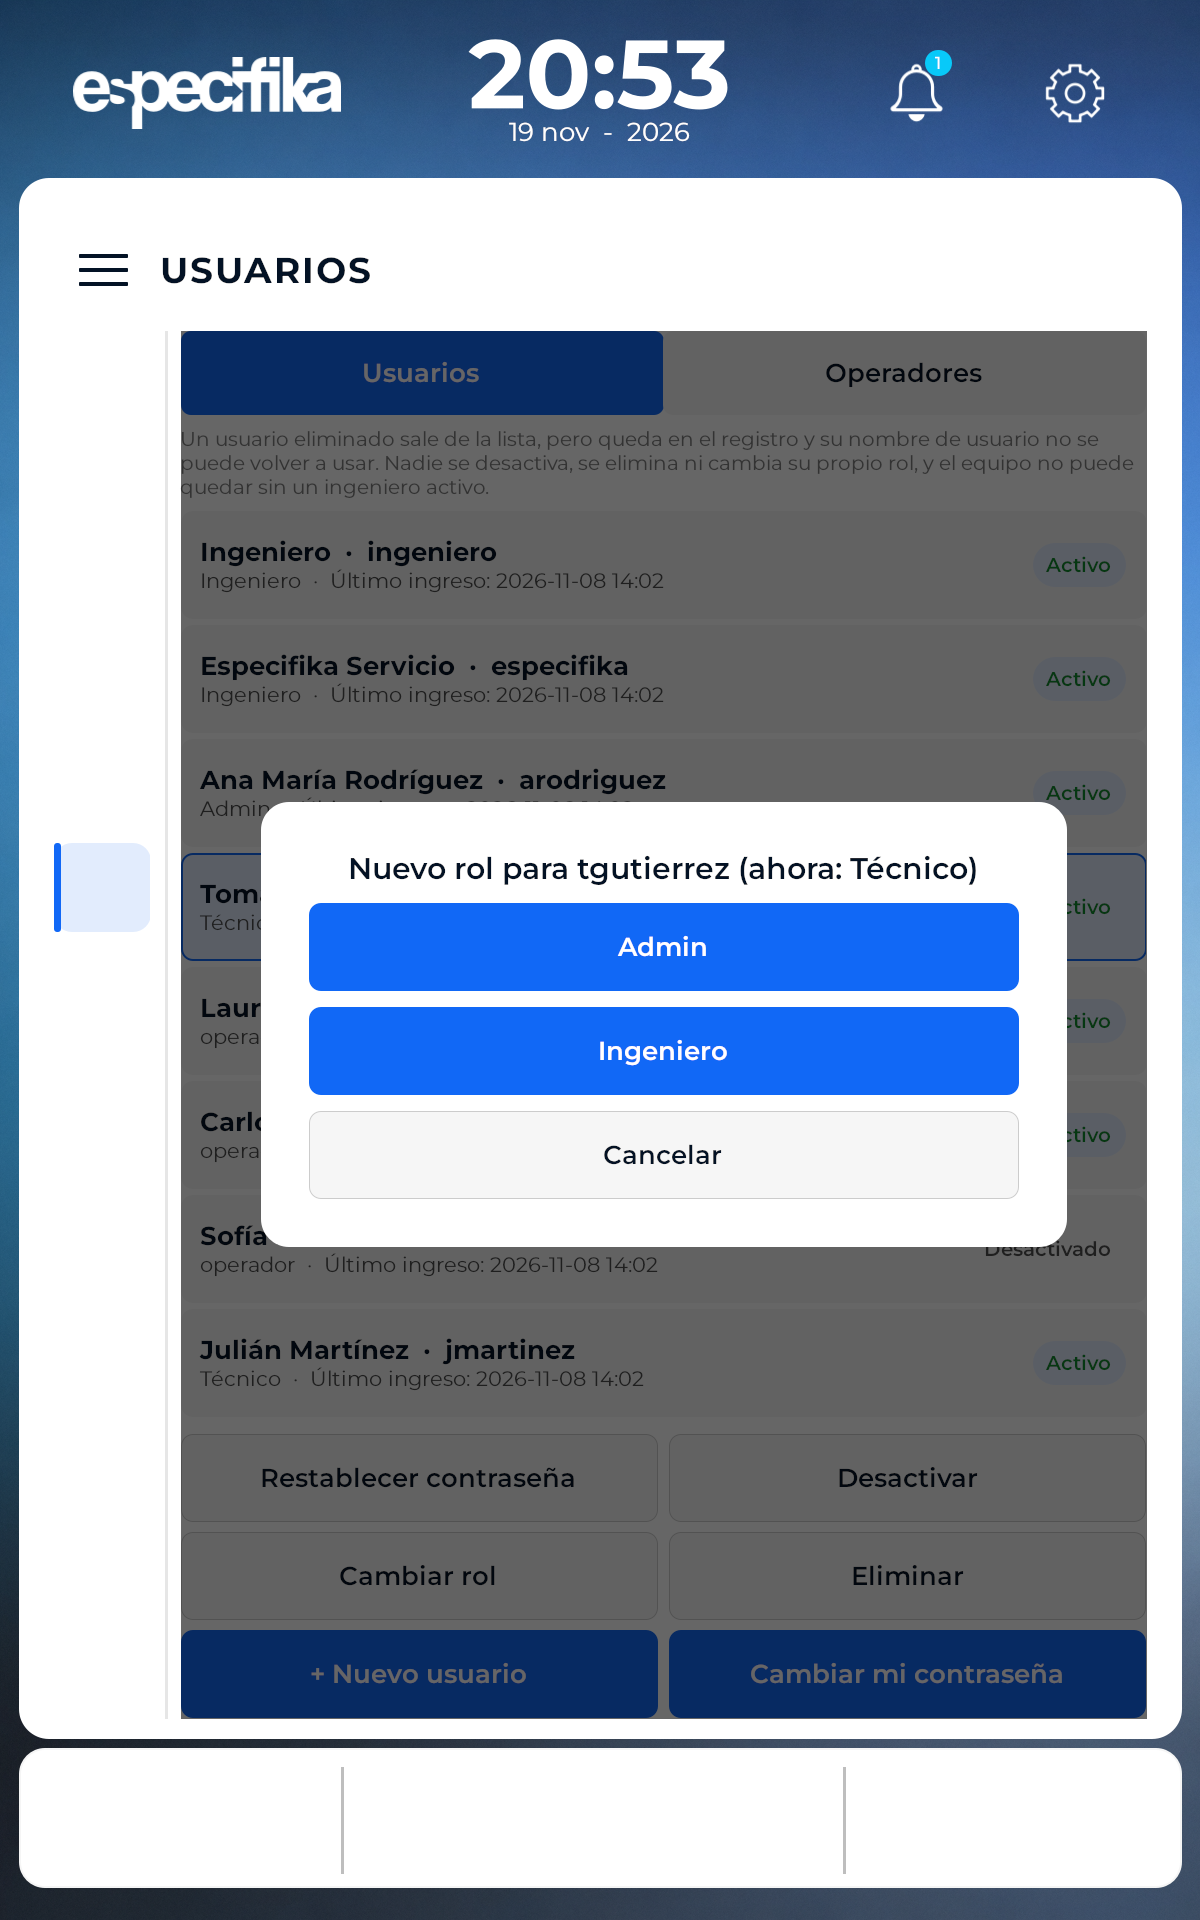 especifika
20:53
19 nov - 2026
1
USUARIOS
Usuarios
Operadores
Un usuario eliminado sale de la lista, pero queda en el registro y su nombre de usuario no se
puede volver a usar. Nadie se desactiva, se elimina ni cambia su propio rol, y el equipo no puede
quedar sin un ingeniero activo.
Ingeniero · ingeniero
Ingeniero · Último ingreso: 2026-11-08 14:02
Activo
Especifika Servicio · especifika
Ingeniero · Último ingreso: 2026-11-08 14:02
Activo
Ana María Rodríguez · arodriguez
Admin
Activo
Nuevo rol para tgutierrez (ahora: Técnico)
Admin
Ingeniero
Cancelar
Sofía
Desactivado
operador · Último ingreso: 2026-11-08 14:02
Julián Martínez · jmartinez
Técnico · Último ingreso: 2026-11-08 14:02
Activo
Restablecer contraseña
Desactivar
Cambiar rol
Eliminar
+ Nuevo usuario
Cambiar mi contraseña